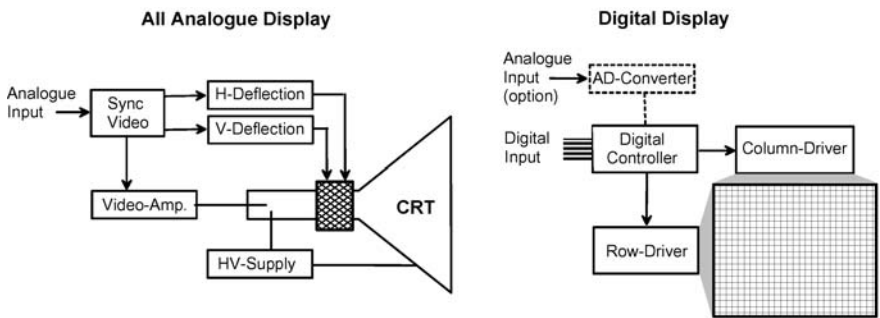 All Analogue Display
Analogue
Input
Sync
Video
H-Deflection
V-Deflection
Video-Amp.
CRT
HV-Supply
Digital Display
Analogue
Input
(option)
AD-Converter
Digital
Input
Digital
Controller
Column-Driver
Row-Driver